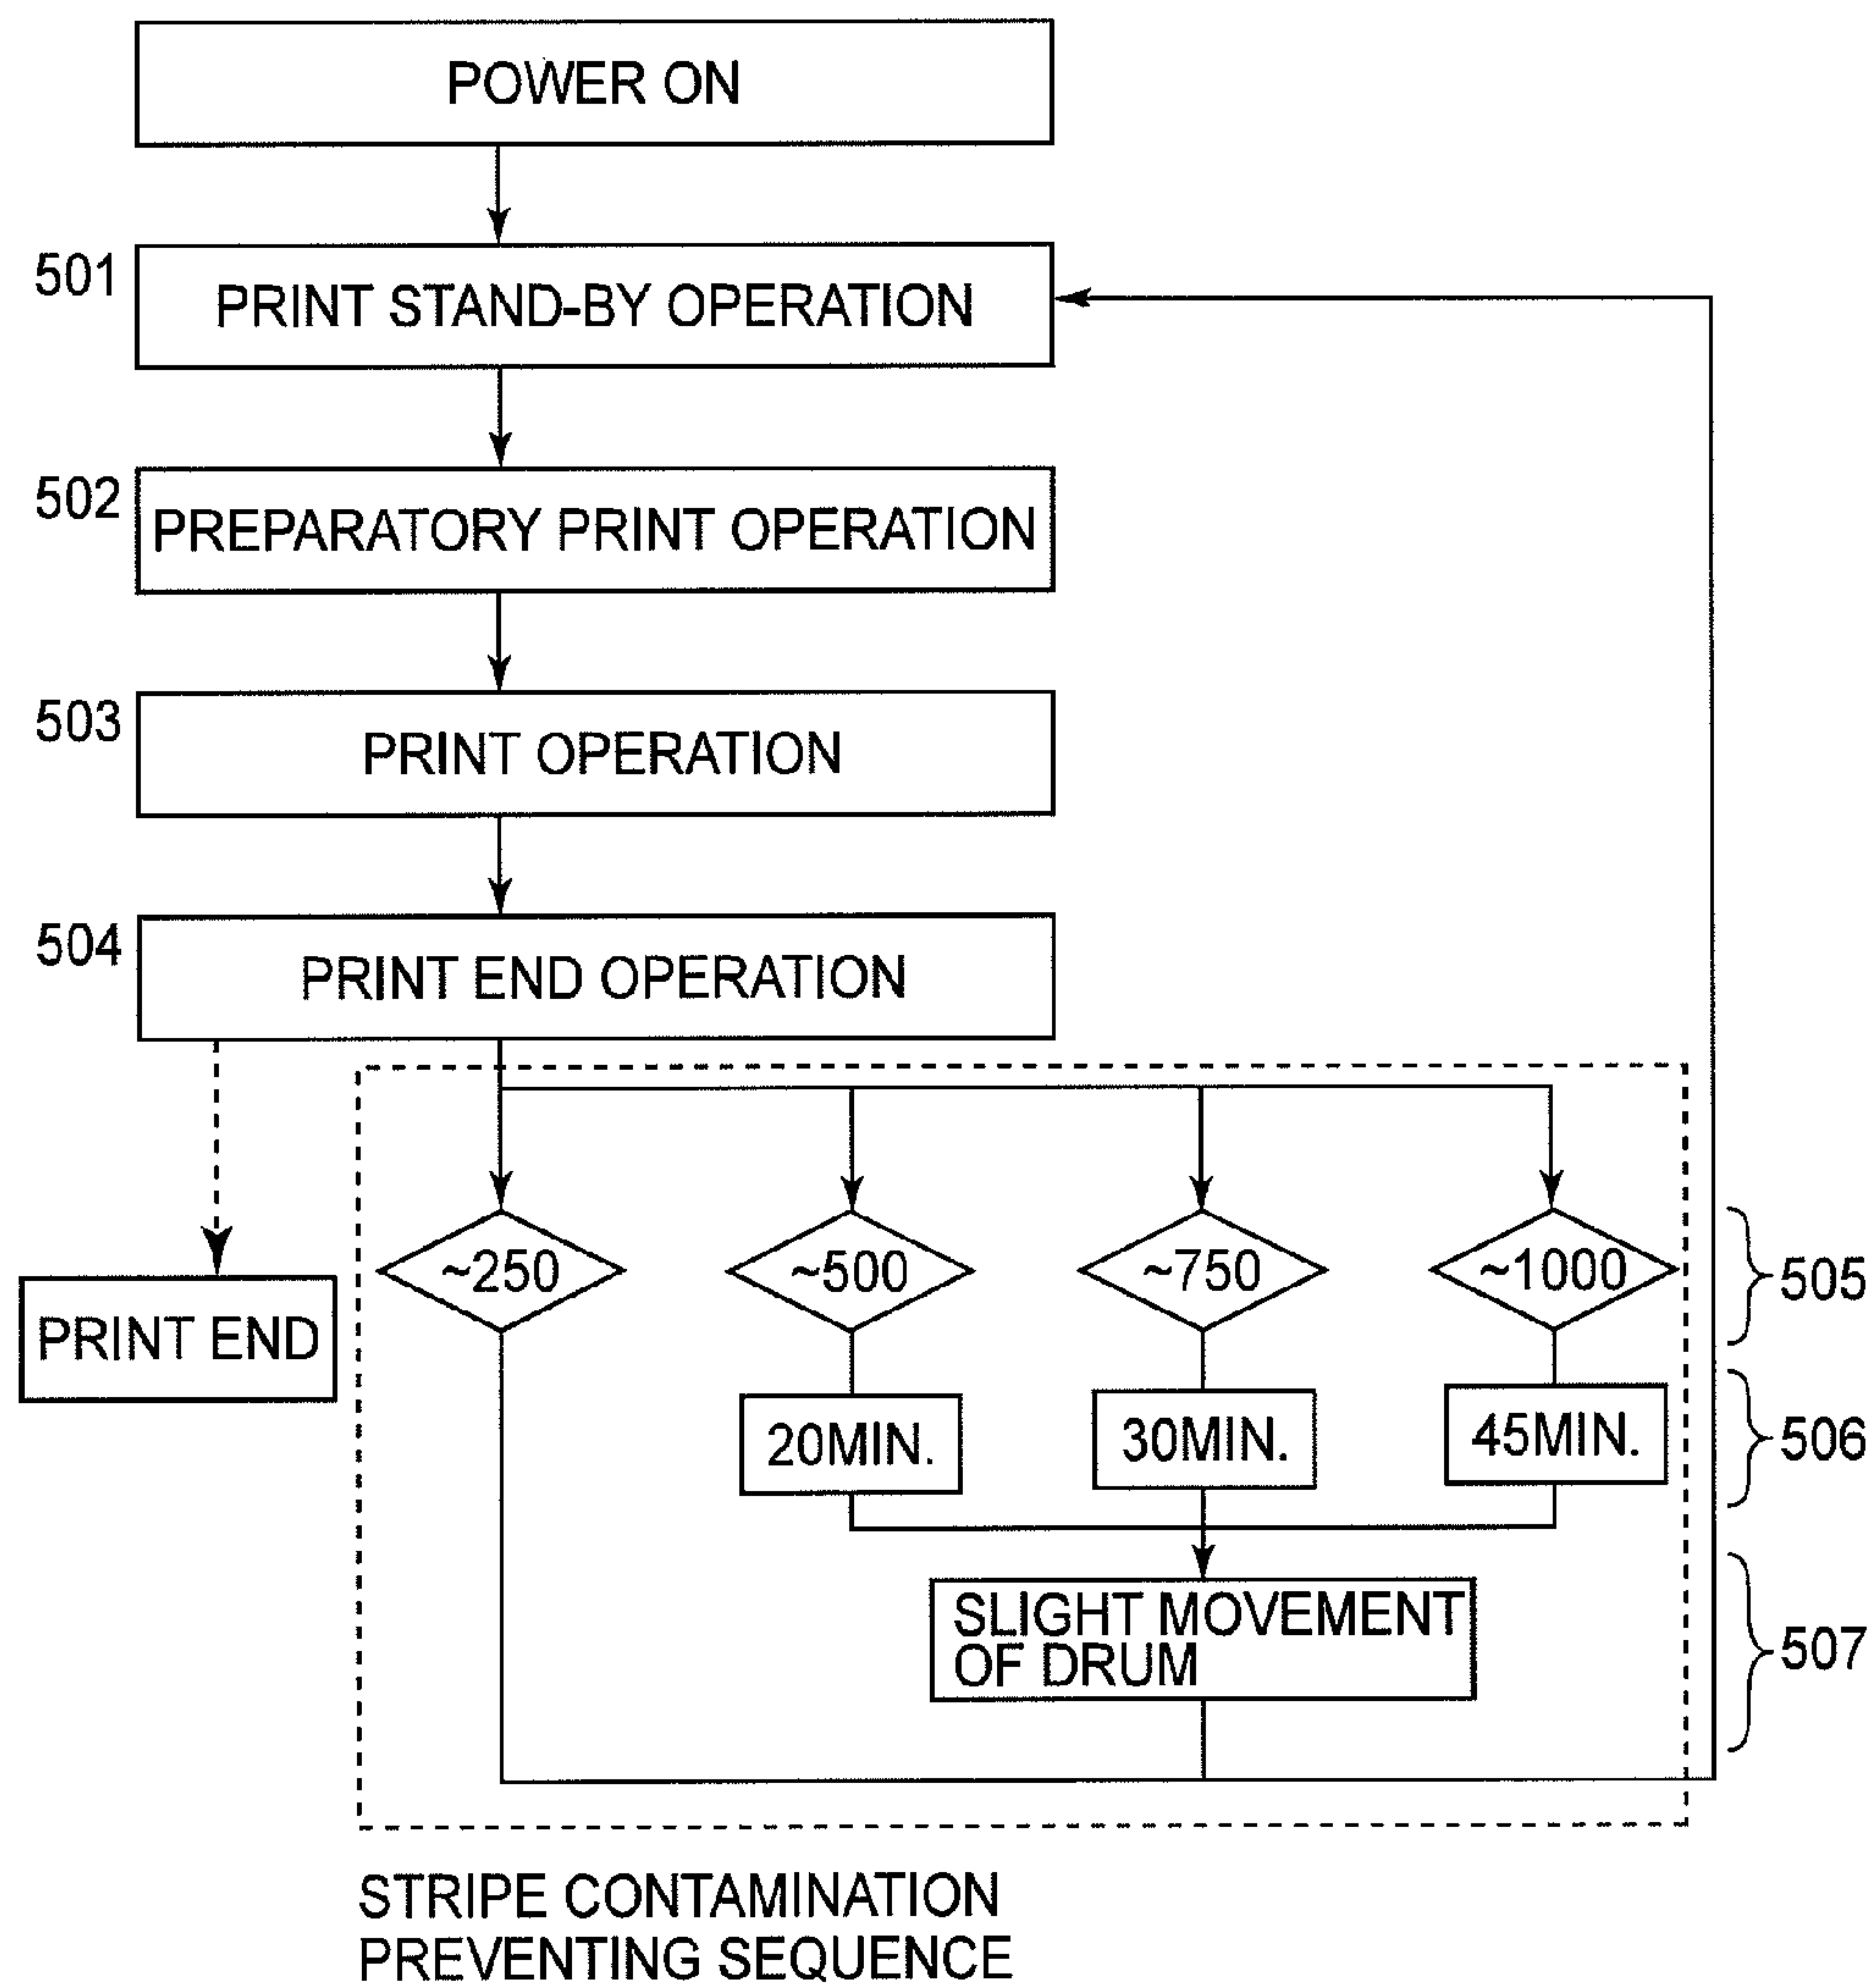 POWER ON
501
PRINT STAND-BY OPERATION
502
PREPARATORY PRINT OPERATION
503
PRINT OPERATION
504
PRINT END OPERATION
PRINT END
~250
~500
~750
~1000
505
20MIN.
30MIN.
45MIN.
506
SLIGHT MOVEMENT
OF DRUM
507
STRIPE CONTAMINATION
PREVENTING SEQUENCE